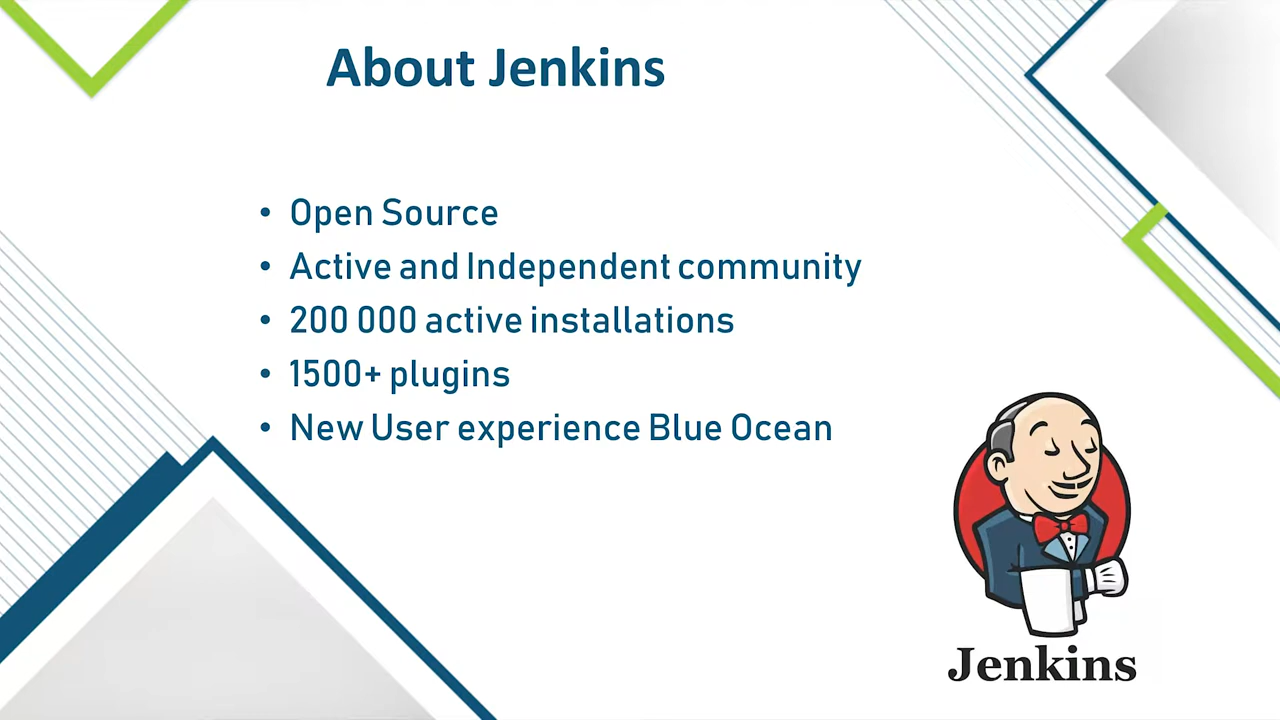 About Jenkins
• Open Source
• Active and Independent community
• 200 000 active installations
• 1500+ plugins
• New User experience Blue Ocean
Jenkins